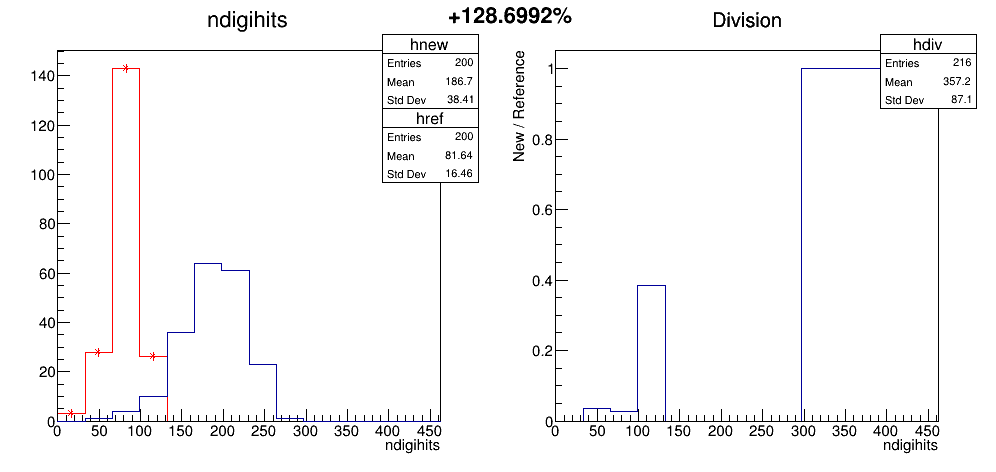 +128.6992%
ndigihits
hnew
Entries 200
Mean 186.7
Std Dev 38.41
href
Entries 200
Mean 81.64
Std Dev 16.46
140
120
100
80
60
40
20
0
0 50 100 150 200 250 300 350 400 450
ndigihits
Division
hdiv
Entries 216
Mean 357.2
Std Dev 87.1
New / Reference
1
0.8
0.6
0.4
0.2
0
0 50 100 150 200 250 300 350 400 450
ndigihits